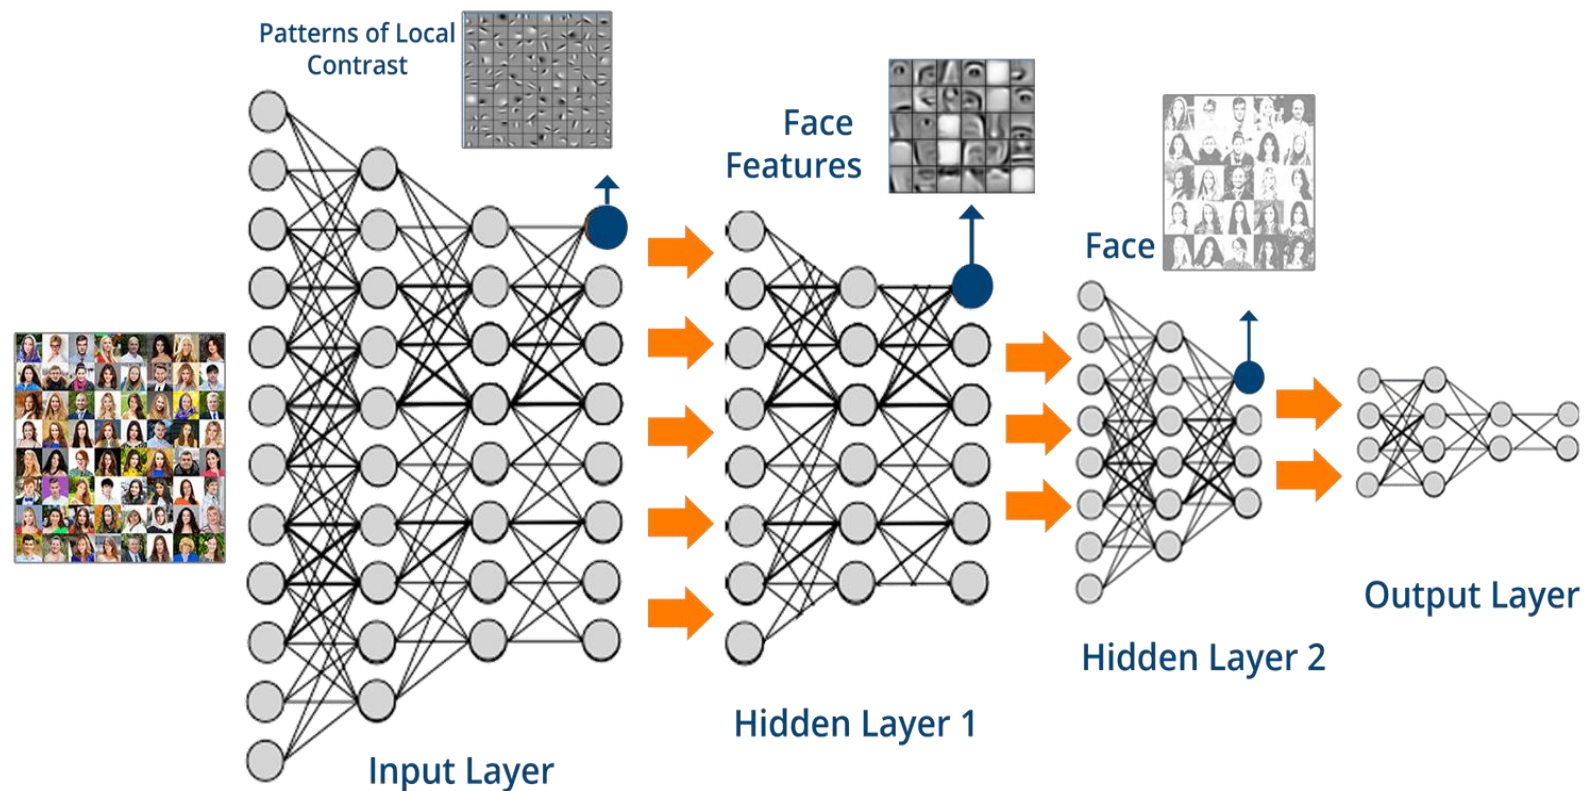 Patterns of Local
Contrast
Face
Features
Face
Input Layer
Hidden Layer 1
Hidden Layer 2
Output Layer